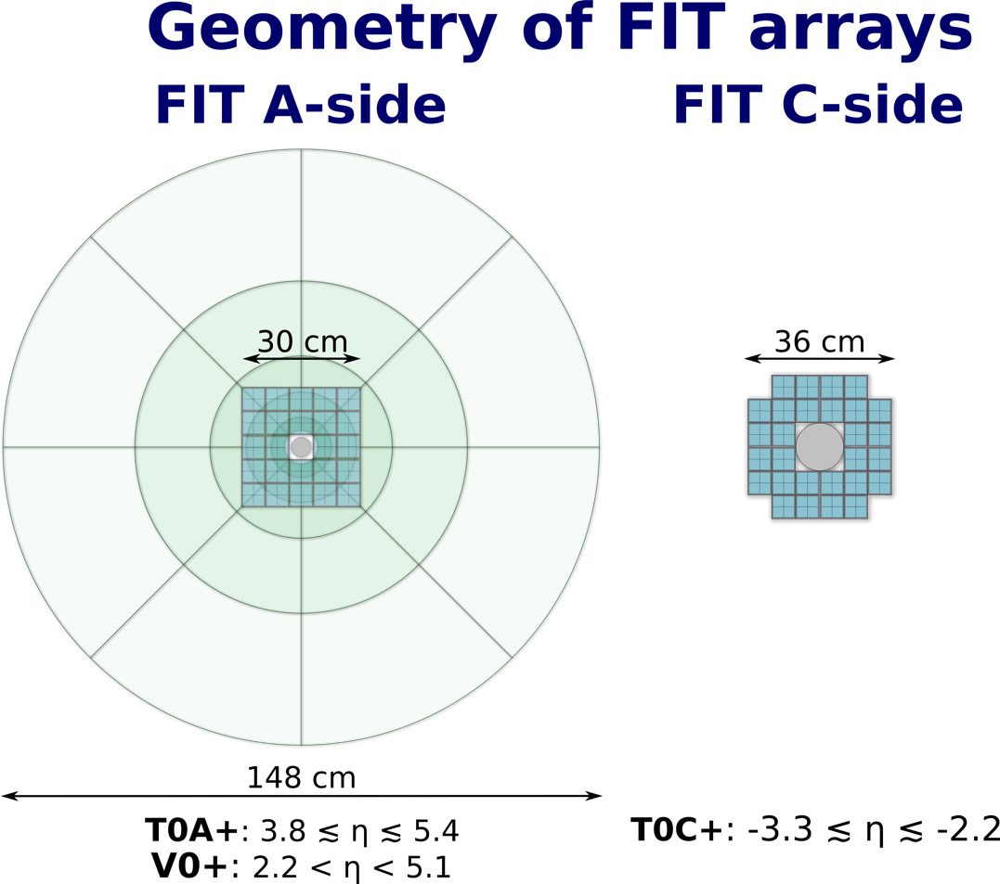 Geometry of FIT arrays
FIT A-side
FIT C-side
30 cm
36 cm
148 cm
T0A+: 3.8 ≲ η ≲ 5.4
V0+: 2.2 < η < 5.1
T0C+: -3.3 ≲ η ≲ -2.2